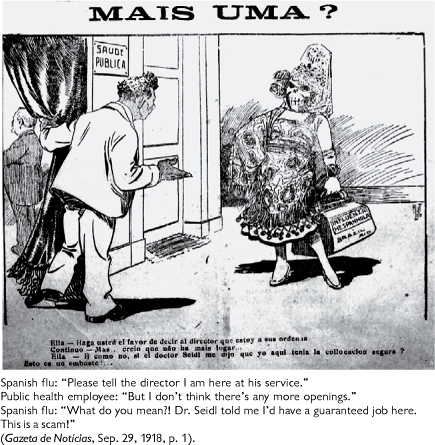 MAIS UMA?
SAUDE
PUBLICA
INFLUENZA
HESPANHOLA
Ella — Haga usted el favor de decir al director que estoy a sus ordenis
Continuo — Mas.. creio que não ha mais logar...
Ella — E como no, si el doctor Seidl me dijo que yo aqui tenia la collocacion segura?
Esto es un embuste!...
Spanish flu: “Please tell the director I am here at his service.”
Public health employee: “But I don’t think there’s any more openings.”
Spanish flu: “What do you mean?! Dr. Seidl told me I’d have a guaranteed job here.
This is a scam!”
(Gazeta de Notícias, Sep. 29, 1918, p. 1).